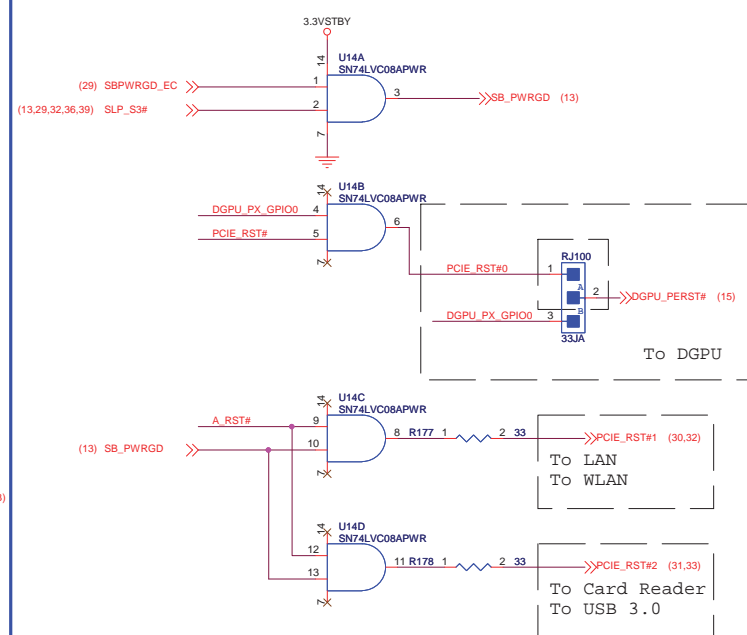 3.3VSTBY
U14A
SN74LVC08APWR
14
(29) SBPWRGD_EC 1
3 SB_PWRGD (13)
(13,29,32,36,39) SLP_S3# 2
7
14 U14B
SN74LVC08APWR
DGPU_PX_GPIO0 4
6
PCIE_RST# 5
7
RJ100
PCIE_RST#0 1
A
2 DGPU_PERST# (15)
B
DGPU_PX_GPIO0 3
33JA
To DGPU
14 U14C
SN74LVC08APWR
A_RST# 9
8 R177 1 2 33 PCIE_RST#1 (30,32)
(13) SB_PWRGD 10
7
To LAN
To WLAN
14 U14D
SN74LVC08APWR
12
11 R178 1 2 33 PCIE_RST#2 (31,33)
13
7
To Card Reader
To USB 3.0